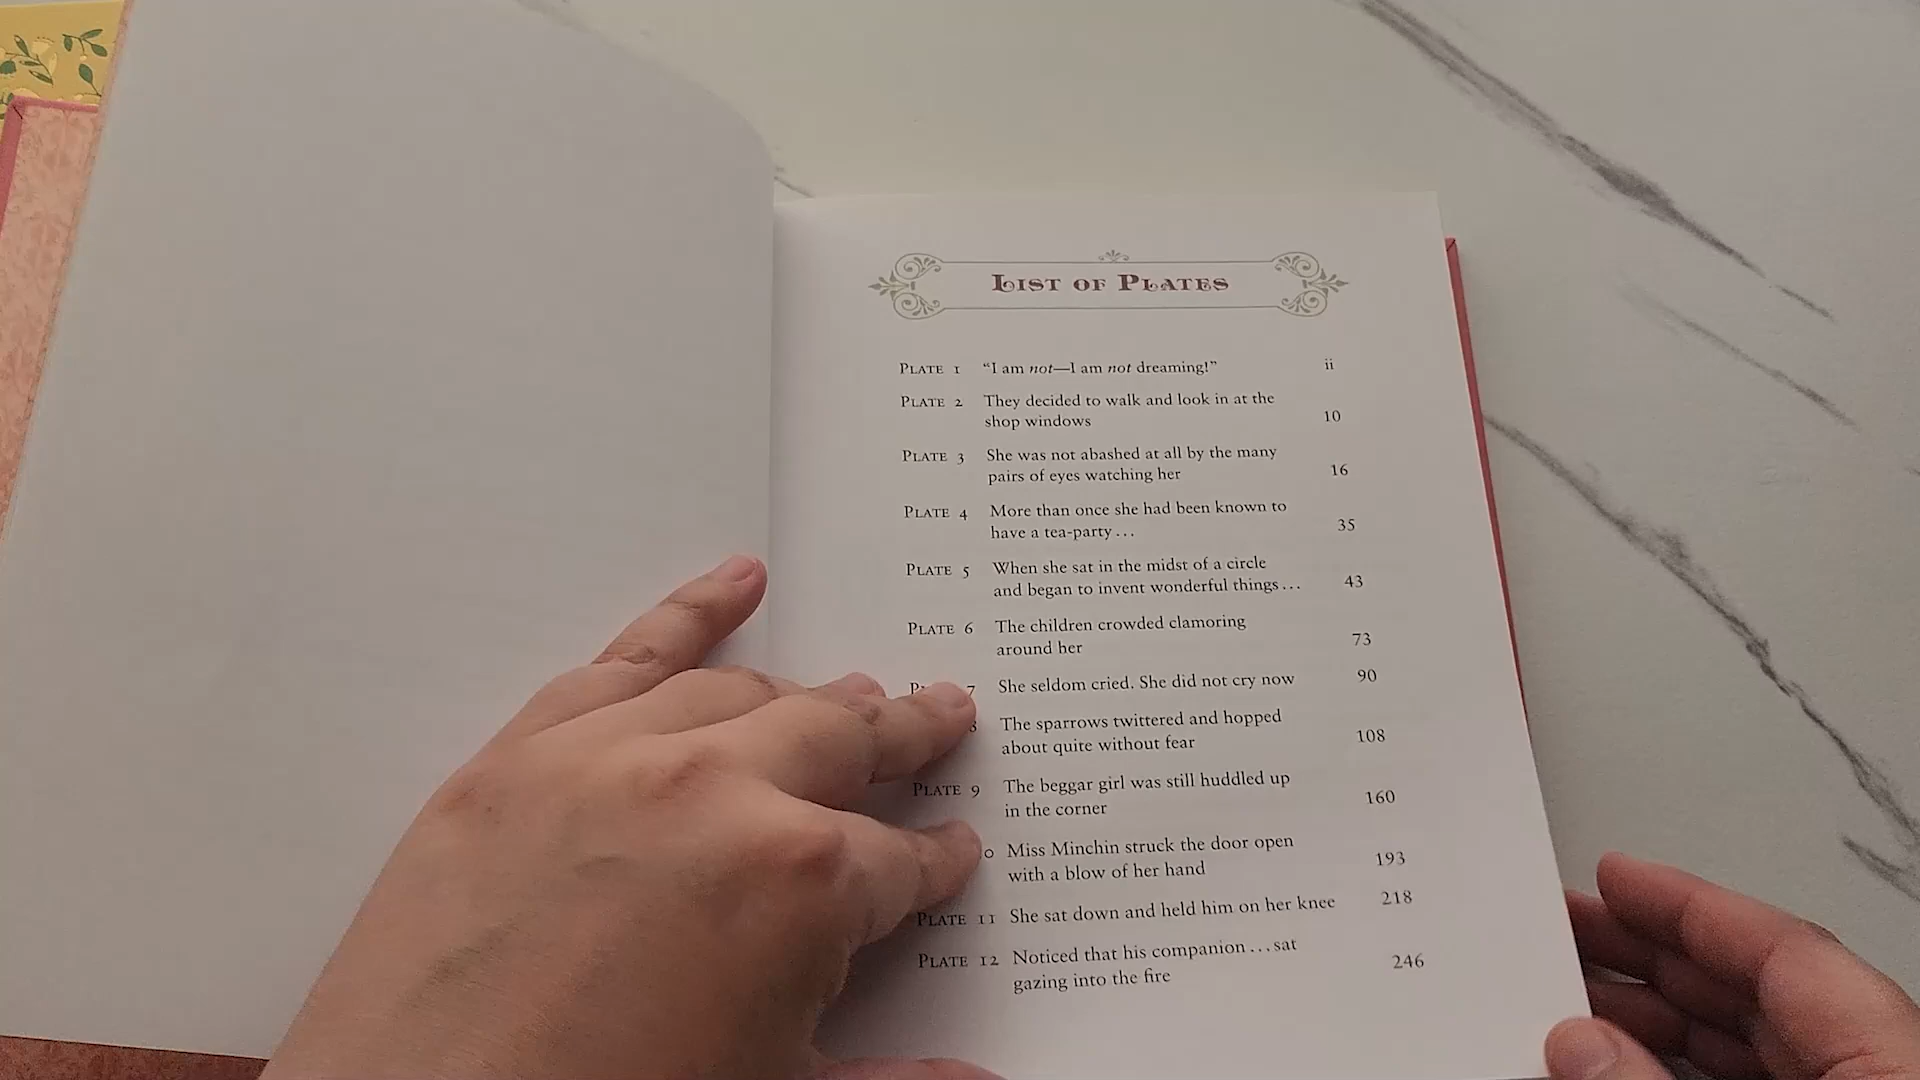 LIST OF PLATES
PLATE 1 “I am not—I am not dreaming!” ii
PLATE 2 They decided to walk and look in at the
shop windows 10
PLATE 3 She was not abashed at all by the many
pairs of eyes watching her 16
PLATE 4 More than once she had been known to
have a tea-party . . . 35
PLATE 5 When she sat in the midst of a circle
and began to invent wonderful things . . . 43
PLATE 6 The children crowded clamoring
around her 73
7 She seldom cried. She did not cry now 90
The sparrows twittered and hopped
about quite without fear 108
PLATE 9 The beggar girl was still huddled up
in the corner 160
Miss Minchin struck the door open
with a blow of her hand 193
PLATE 11 She sat down and held him on her knee 218
PLATE 12 Noticed that his companion . . . sat
gazing into the fire 246